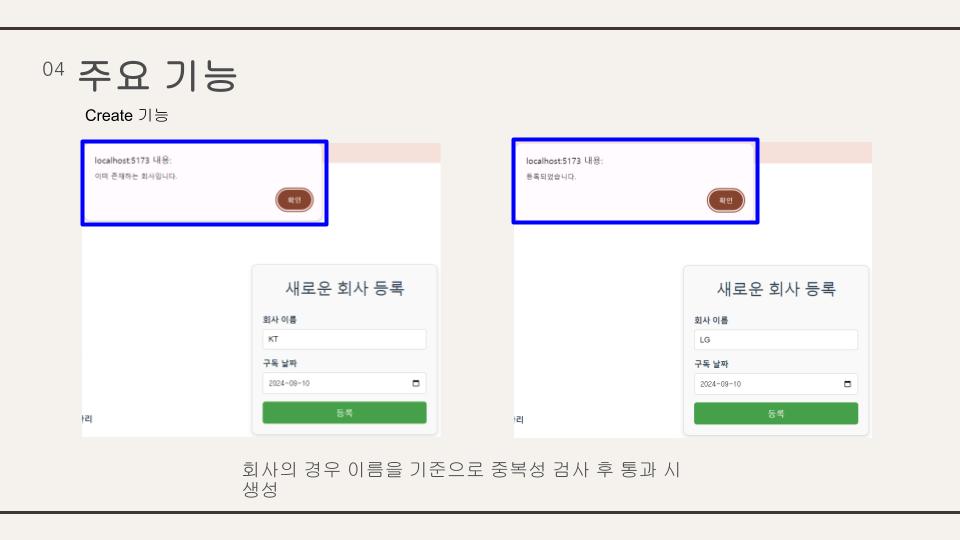 04 주요 기능
Create 기능
localhost:5173 내용:
이미 존재하는 회사입니다.
확인
새로운 회사 등록
회사 이름
KT
구독 날짜
2024-09-10
등록
localhost:5173 내용:
등록되었습니다.
확인
새로운 회사 등록
회사 이름
LG
구독 날짜
2024-09-10
등록
회사의 경우 이름을 기준으로 중복성 검사 후 통과 시
생성